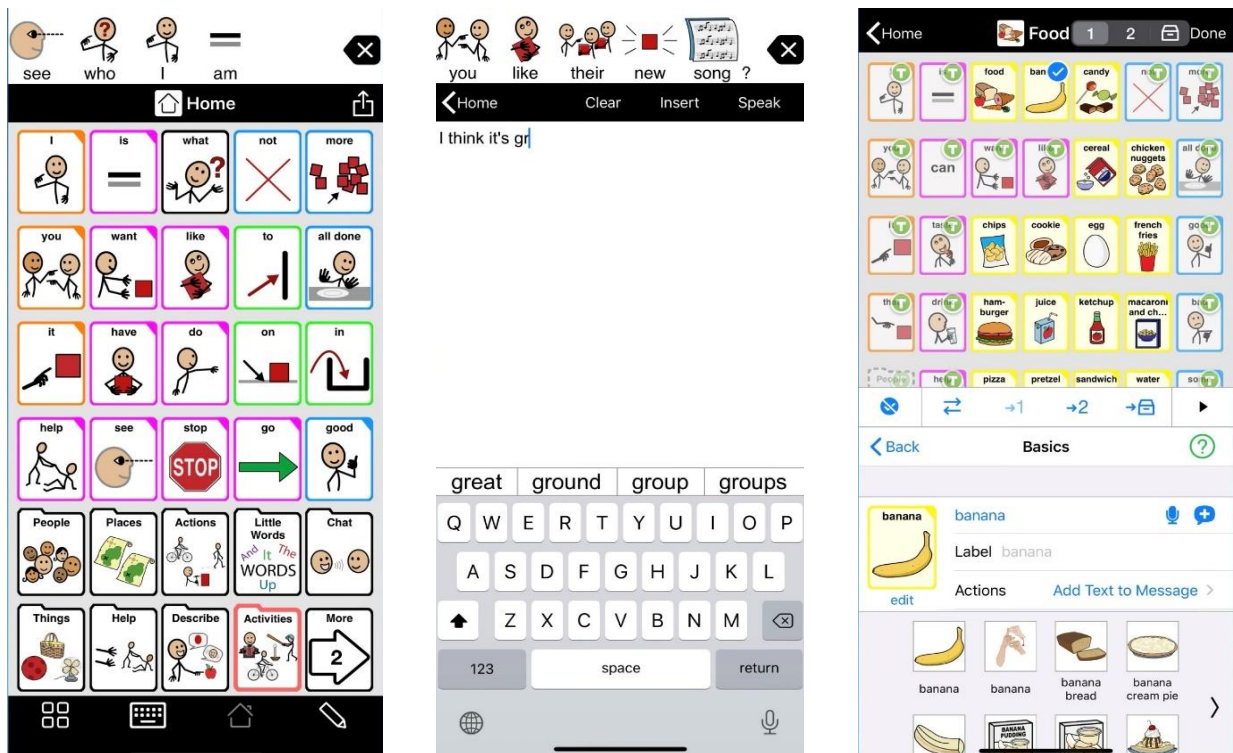 see who I am
Home
I is what not more
you want like to all done
it have do on in
help see stop go good
STOP
People Places Actions Little Words Chat
And It The
WORDS
Up
Things Help Describe Activities More
2
you like their new song ?
Home Clear Insert Speak
I think it's gr
great ground group groups
Q W E R T Y U I O P
A S D F G H J K L
Z X C V B N M
123 space return
Home Food 1 2 Done
food candy
can cereal chicken nuggets
chips cookie egg french fries
ham-burger juice ketchup macaroni and ch...
pizza pretzel sandwich water
→1 →2
Back Basics ?
banana banana
Label banana
edit Actions Add Text to Message >
banana banana banana bread banana cream pie
BANANA PUDDING